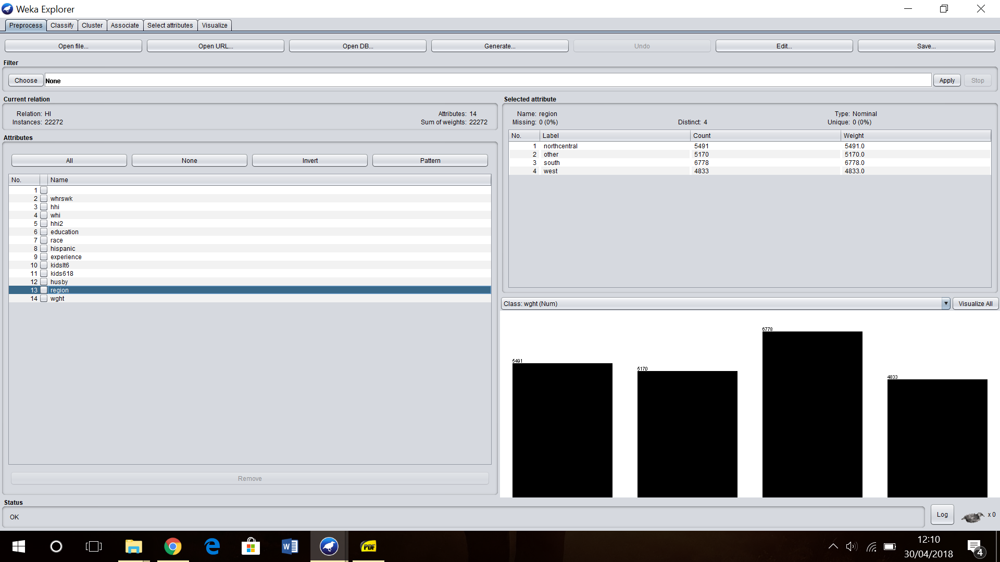 Weka Explorer
Preprocess Classify Cluster Associate Select attributes Visualize
Open file... Open URL... Open DB... Generate... Undo Edit... Save...
Filter
Choose None Apply Stop
Current relation
Relation: HI Attributes: 14
Instances: 22272 Sum of weights: 22272
Attributes
All None Invert Pattern
No. Name
1
2 whrswk
3 hhi
4 whi
5 hhi2
6 education
7 race
8 hispanic
9 experience
10 kidslt6
11 kids618
12 husby
13 region
14 wght
Remove
Selected attribute
Name: region Type: Nominal
Missing: 0 (0%) Distinct: 4 Unique: 0 (0%)
No. Label Count Weight
1 northcentral 5491 5491.0
2 other 5170 5170.0
3 south 6778 6778.0
4 west 4833 4833.0
Class: wght (Num) Visualize All
5491
5170
6778
4833
Status
OK
Log x 0
W PDF 12:10
30/04/2018 4